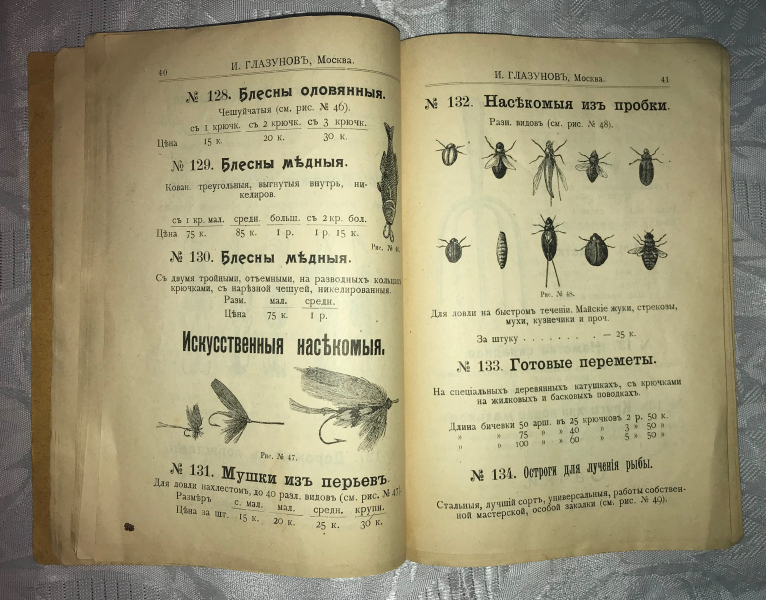 40
И. ГЛАЗУНОВЪ, Москва.
№ 128. Блесны оловянныя.
Чешуйчатыя (см. рис. № 46).
съ 1 крючк. съ 2 крючк. съ 3 крючк.
Цѣна 15 к. 20 к. 30 к.
№ 129. Блесны мѣдныя.
Кован. треугольныя, выгнутыя внутрь, ни-
келиров.
съ 1 кр. мал. средн. больш. съ 2 кр. бол.
Цѣна 75 к. 85 к. 1 р. 1 р. 15 к.
Рис. № 46.
№ 130. Блесны мѣдныя.
Съ двумя тройными, отъемными, на разводныхъ кольцахъ
крючками, съ нарѣзной чешуей, никелированныя.
Разм. мал. средн.
Цѣна 75 к. 1 р.
Искусственныя насѣкомыя.
Рис. № 47.
№ 131. Мушки изъ перьевъ.
Для ловли нахлестомъ, до 40 разл. видовъ (см. рис. № 47).
Размѣръ с. мал. мал. средн. крупн.
Цѣна за шт. 15 к. 20 к. 25 к. 30 к.
И. ГЛАЗУНОВЪ, Москва.
41
№ 132. Насѣкомыя изъ пробки.
Разн. видовъ (см. рис. № 48).
Рис. № 48.
Для ловли на быстромъ теченіи. Майскіе жуки, стрекозы,
мухи, кузнечики и проч.
За штуку . . . . . . . — 25 к.
№ 133. Готовые переметы.
На спеціальныхъ деревянныхъ катушкахъ, съ крючками
на жилковыхъ и басковыхъ поводкахъ.
Длина бичевки 50 арш. въ 25 крючковъ 2 р. 50 к.
» » 75 » » 40 » 3 » 50 »
» » 100 » » 60 » 5 » 50 »
№ 134. Остроги для лученія рыбы.
Стальныя, лучшій сортъ, универсальныя, работы собствен-
ной мастерской, особой закалки (см. рис. № 49).